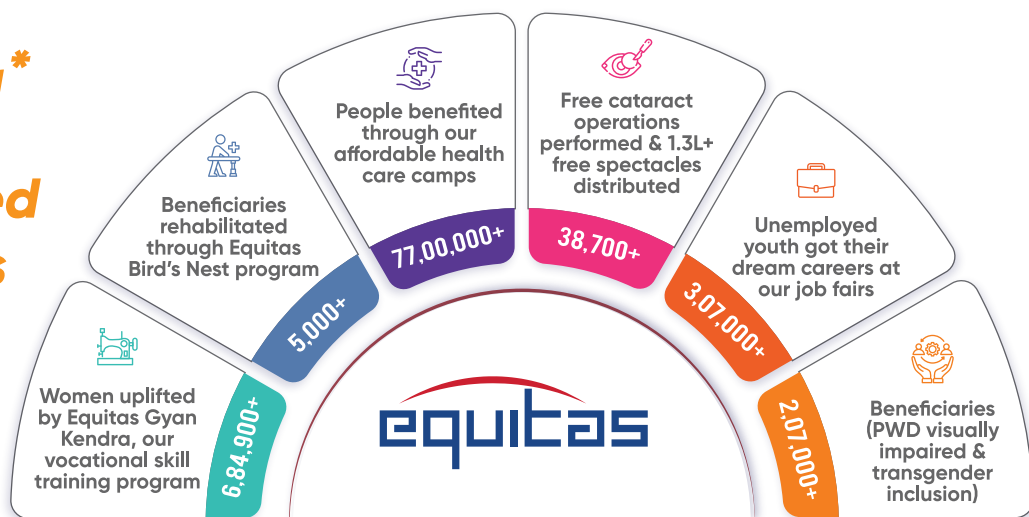 ed
s
Women uplifted
by Equitas Gyan
Kendra, our
vocational skill
training program
6,84,900+
Beneficiaries
rehabilitated
through Equitas
Bird's Nest program
5,000+
People benefited
through our
affordable health
care camps
77,00,000+
Free cataract
operations
performed & 1.3L+
free spectacles
distributed
38,700+
Unemployed
youth got their
dream careers at
our job fairs
3,07,000+
Beneficiaries
(PWD visually
impaired &
transgender
inclusion)
2,07,000+
equitas